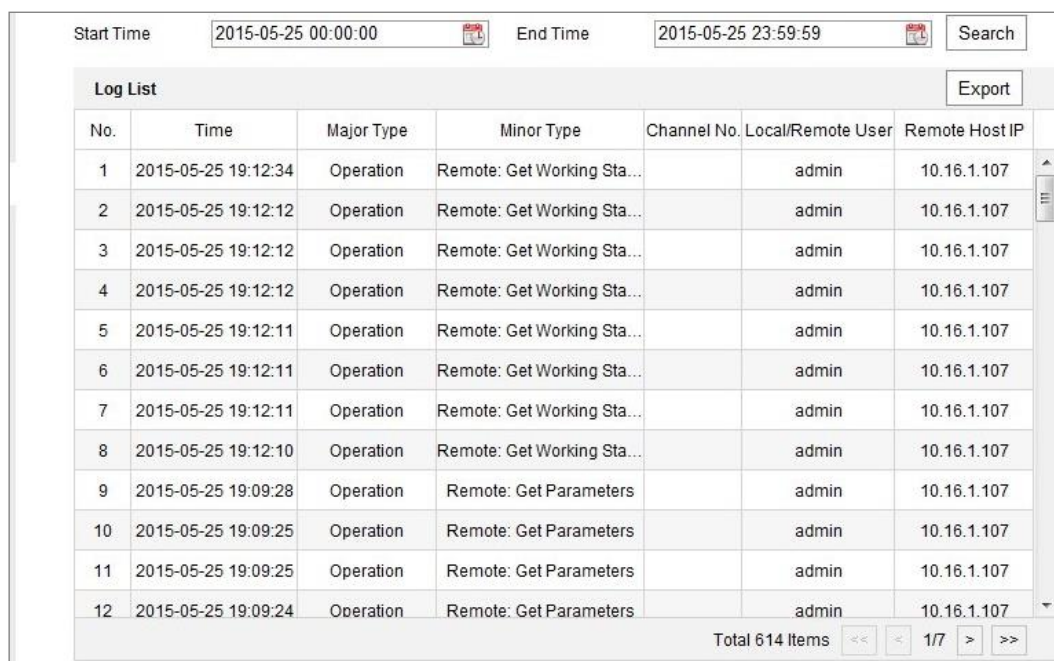 Start Time 2015-05-25 00:00:00 End Time 2015-05-25 23:59:59 Search
Log List Export
No. Time Major Type Minor Type Channel No. Local/Remote User Remote Host IP
1 2015-05-25 19:12:34 Operation Remote: Get Working Sta... admin 10.16.1.107
2 2015-05-25 19:12:12 Operation Remote: Get Working Sta... admin 10.16.1.107
3 2015-05-25 19:12:12 Operation Remote: Get Working Sta... admin 10.16.1.107
4 2015-05-25 19:12:12 Operation Remote: Get Working Sta... admin 10.16.1.107
5 2015-05-25 19:12:11 Operation Remote: Get Working Sta... admin 10.16.1.107
6 2015-05-25 19:12:11 Operation Remote: Get Working Sta... admin 10.16.1.107
7 2015-05-25 19:12:11 Operation Remote: Get Working Sta... admin 10.16.1.107
8 2015-05-25 19:12:10 Operation Remote: Get Working Sta... admin 10.16.1.107
9 2015-05-25 19:09:28 Operation Remote: Get Parameters admin 10.16.1.107
10 2015-05-25 19:09:25 Operation Remote: Get Parameters admin 10.16.1.107
11 2015-05-25 19:09:25 Operation Remote: Get Parameters admin 10.16.1.107
12 2015-05-25 19:09:24 Operation Remote: Get Parameters admin 10.16.1.107
Total 614 Items << < 1/7 > >>